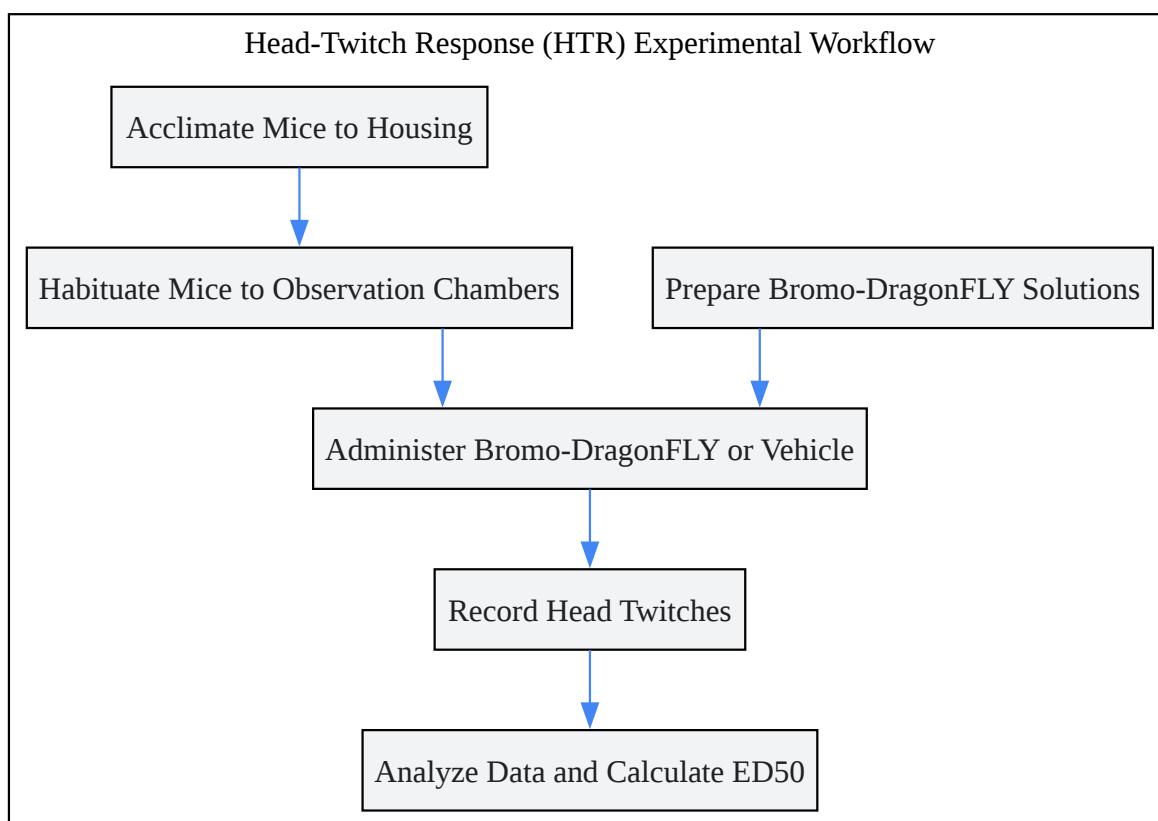 Head-Twitch Response (HTR) Experimental Workflow
Acclimate Mice to Housing
Habituate Mice to Observation Chambers
Prepare Bromo-DragonFLY Solutions
Administer Bromo-DragonFLY or Vehicle
Record Head Twitches
Analyze Data and Calculate ED50